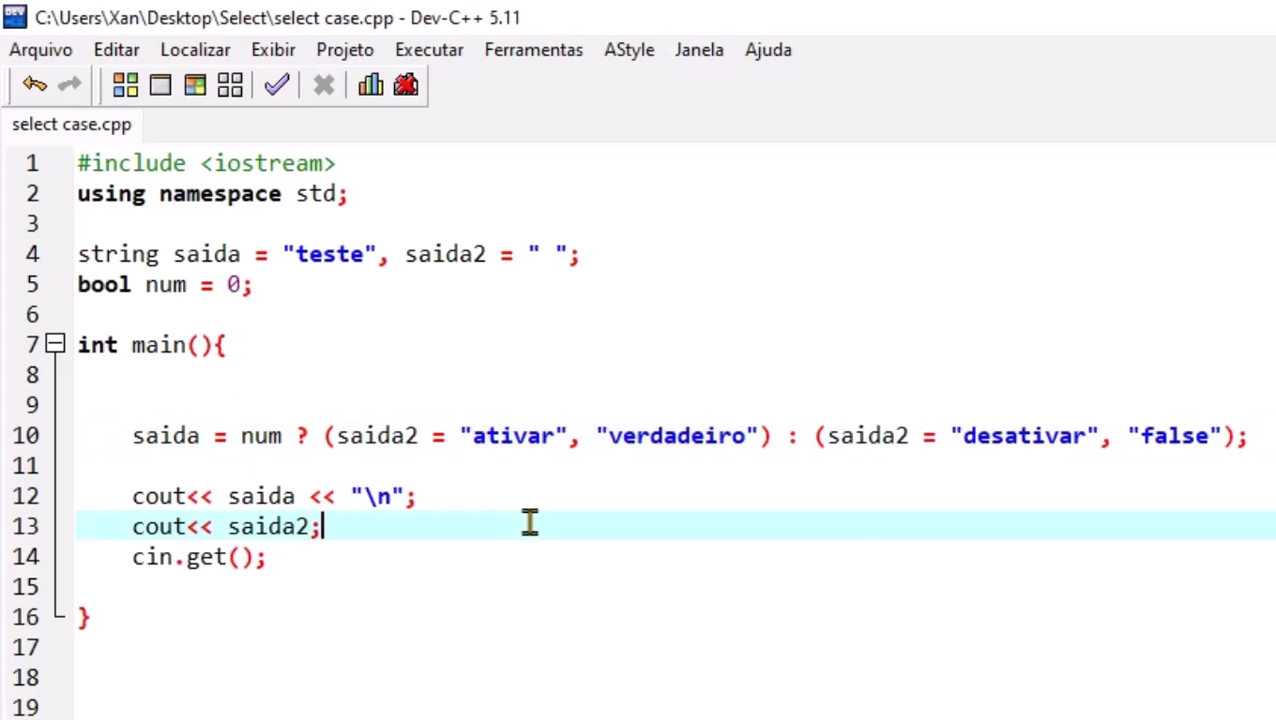 C:\Users\Xan\Desktop\Select\select case.cpp - Dev-C++ 5.11
Arquivo Editar Localizar Exibir Projeto Executar Ferramentas AStyle Janela Ajuda
select case.cpp
1 #include <iostream>
2 using namespace std;
3
4 string saida = "teste", saida2 = " ";
5 bool num = 0;
6
7 int main(){
8
9
10 saida = num ? (saida2 = "ativar", "verdadeiro") : (saida2 = "desativar", "false");
11
12 cout<< saida << "\n";
13 cout<< saida2;
14 cin.get();
15
16 }
17
18
19